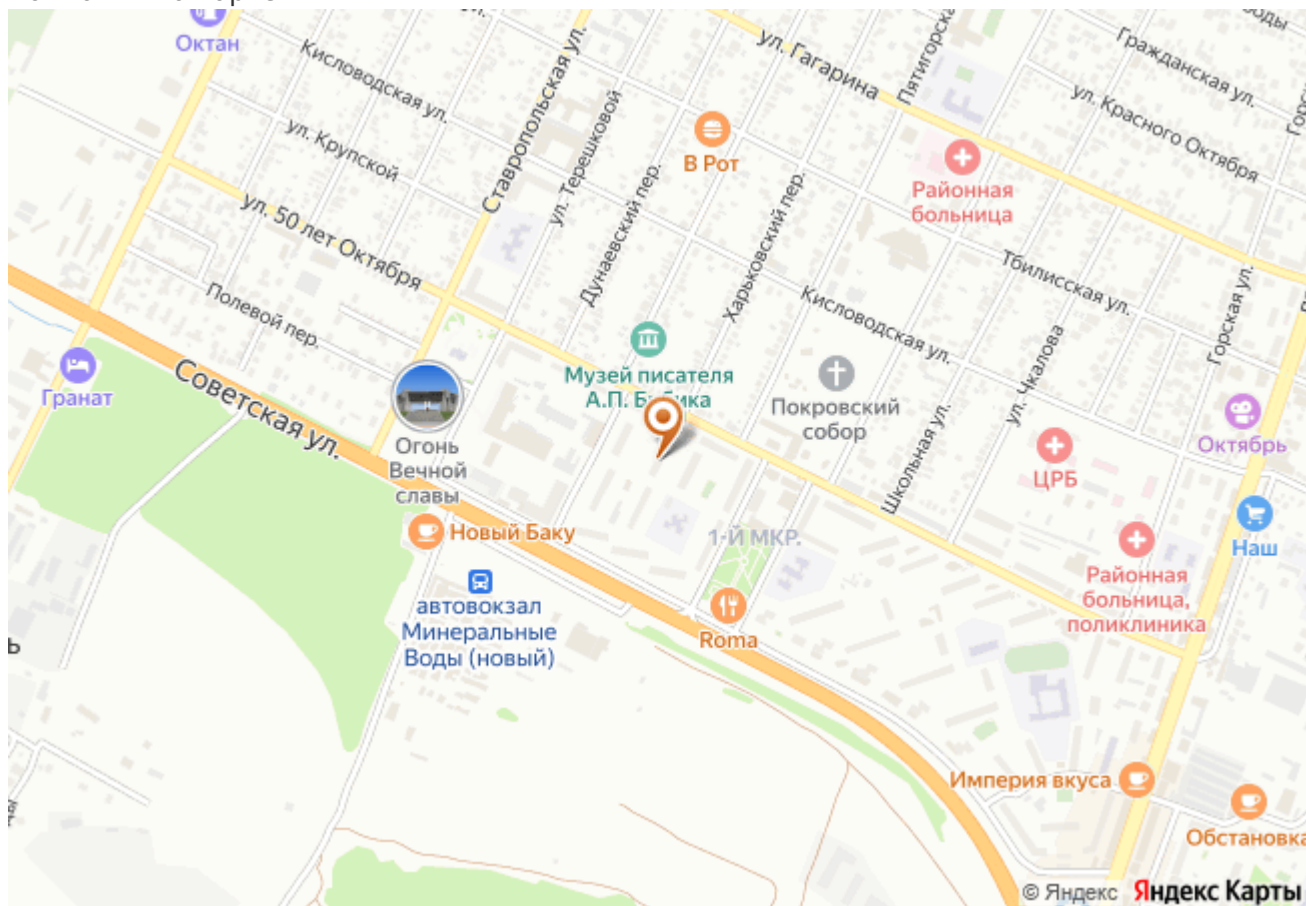 Октан
Кисловодская ул.
Ставропольская ул.
ул. Гагарина
Пятигорска
Гражданская ул.
ул. Красного Октября
ул. Крупской
ул. Терешковой
В Рот
Районная
больница
ул. 50 лет Октября
Дунаевский пер.
Харьковский пер.
Тбилисская ул.
Горская ул.
Полевой пер.
Кисловодская ул.
ул. Чкалова
Гранат
Советская ул.
Музей писателя
А.П. Бибика
Покровский
собор
Школьная ул.
Октябрь
Огонь
Вечной
славы
ЦРБ
Новый Баку
1-Й МКР.
Наш
автовокзал
Минеральные
Воды (новый)
Районная
больница,
поликлиника
Roma
Империя вкуса
Обстановка
© Яндекс Яндекс Карты